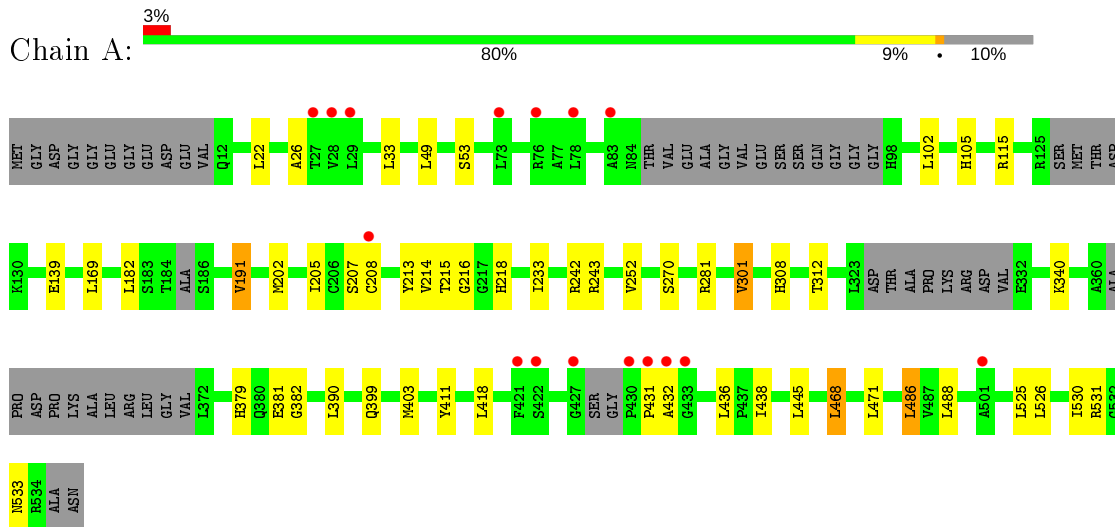 3%
Chain A:
80%
9%
•
10%
MET GLY ASP GLY GLY GLU GLY GLU ASP GLU VAL Q12 L22 A26 T27 V28 L29 L33 L49 S53 L73 R76 A77 L78 A83 N84 THR VAL GLU ALA GLY VAL GLU SER SER GLN GLY GLY GLY H98 L102 H105 R115 R125 SER MET THR ASP
K130 E139 L169 L182 S183 T184 ALA S186 V191 M202 I205 C206 S207 C208 Y213 V214 T215 G216 G217 H218 I233 R242 R243 V252 S270 R281 V301 H308 T312 L323 ASP THR ALA PRO LYS ARG ASP VAL E332 K340 A360 ALA
PRO ASP PRO LYS ALA LEU ARG LEU GLY VAL L372 H379 Q380 E381 G382 L390 Q399 M403 Y411 L418 F421 S422 G427 SER GLY P430 P431 A432 G433 L436 P437 I438 L445 L468 L471 L486 V487 L488 A501 L525 L526 I530 R531 G532
N533 R534 ALA ASN